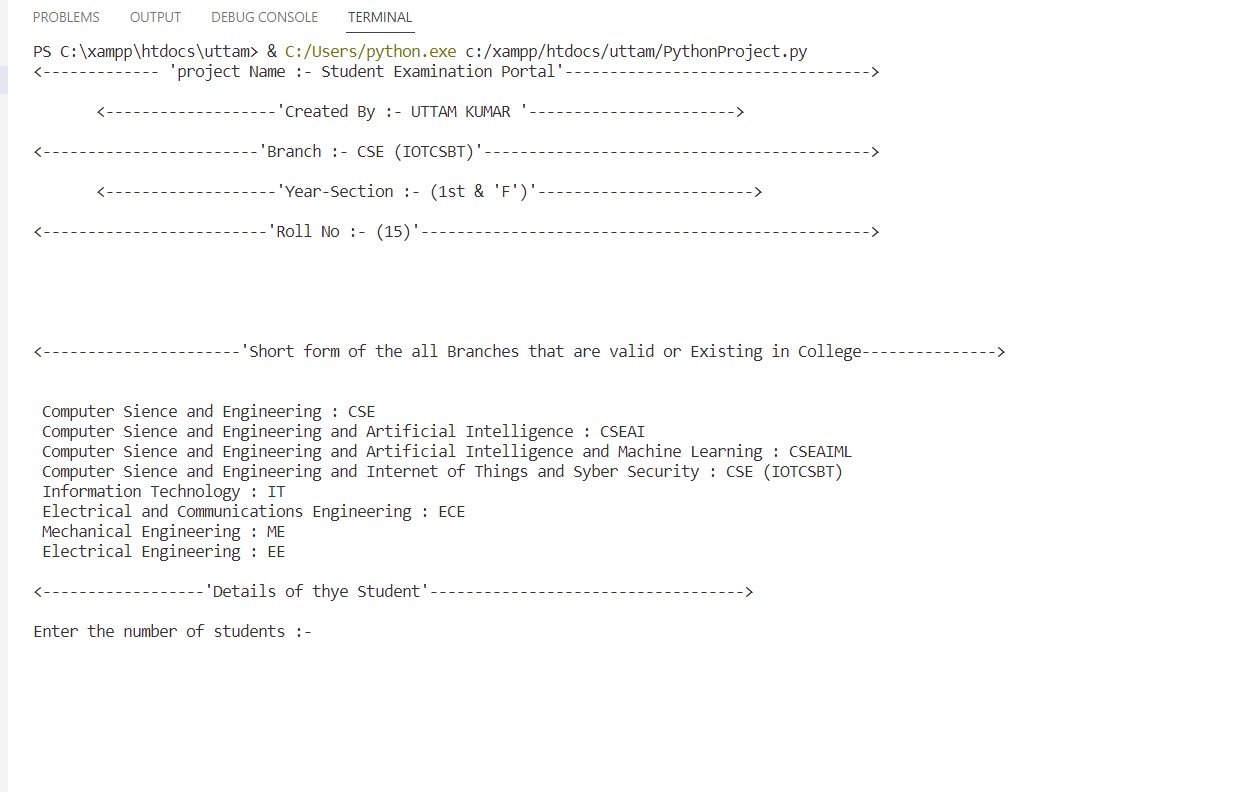 PROBLEMS OUTPUT DEBUG CONSOLE TERMINAL
PS C:\xampp\htdocs\uttam> & C:/Users/python.exe c:/xampp/htdocs/uttam/PythonProject.py
<------------- 'project Name :- Student Examination Portal'---------------------------------->
<-------------------'Created By :- UTTAM KUMAR '----------------------->
<------------------------'Branch :- CSE (IOTCSBT)'------------------------------------------->
<-------------------'Year-Section :- (1st & 'F')'------------------------>
<-------------------------'Roll No :- (15)'-------------------------------------------------->
<----------------------'Short form of the all Branches that are valid or Existing in College--------------->
Computer Sience and Engineering : CSE
Computer Sience and Engineering and Artificial Intelligence : CSEAI
Computer Sience and Engineering and Artificial Intelligence and Machine Learning : CSEAIML
Computer Sience and Engineering and Internet of Things and Syber Security : CSE (IOTCSBT)
Information Technology : IT
Electrical and Communications Engineering : ECE
Mechanical Engineering : ME
Electrical Engineering : EE
<------------------'Details of thye Student'----------------------------------->
Enter the number of students :-